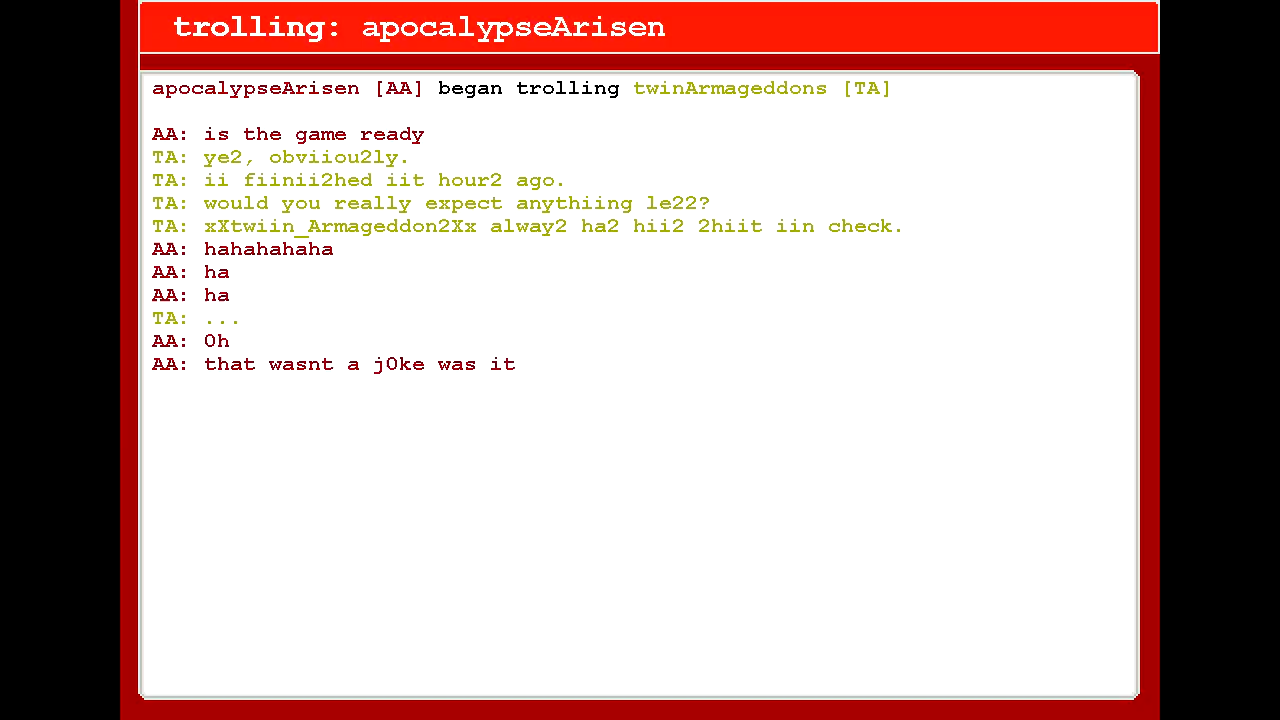 trolling: apocalypseArisen
apocalypseArisen [AA] began trolling twinArmageddons [TA]
AA: is the game ready
TA: ye2, obviiou2ly.
TA: ii fiinii2hed iit hour2 ago.
TA: would you really expect anythiing le22?
TA: xXtwiin_Armageddon2Xx alway2 ha2 hii2 2hiit iin check.
AA: hahahahaha
AA: ha
AA: ha
TA: ...
AA: 0h
AA: that wasnt a j0ke was it